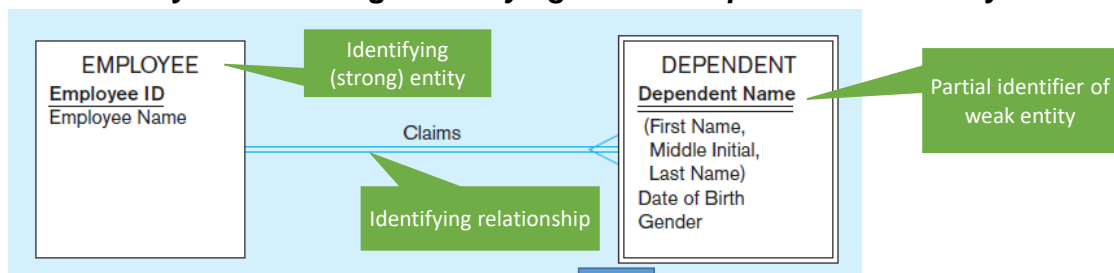 EMPLOYEE
Employee ID
Employee Name
Identifying
(strong) entity
Claims
Identifying relationship
DEPENDENT
Dependent Name
(First Name,
Middle Initial,
Last Name)
Date of Birth
Gender
Partial identifier of
weak entity